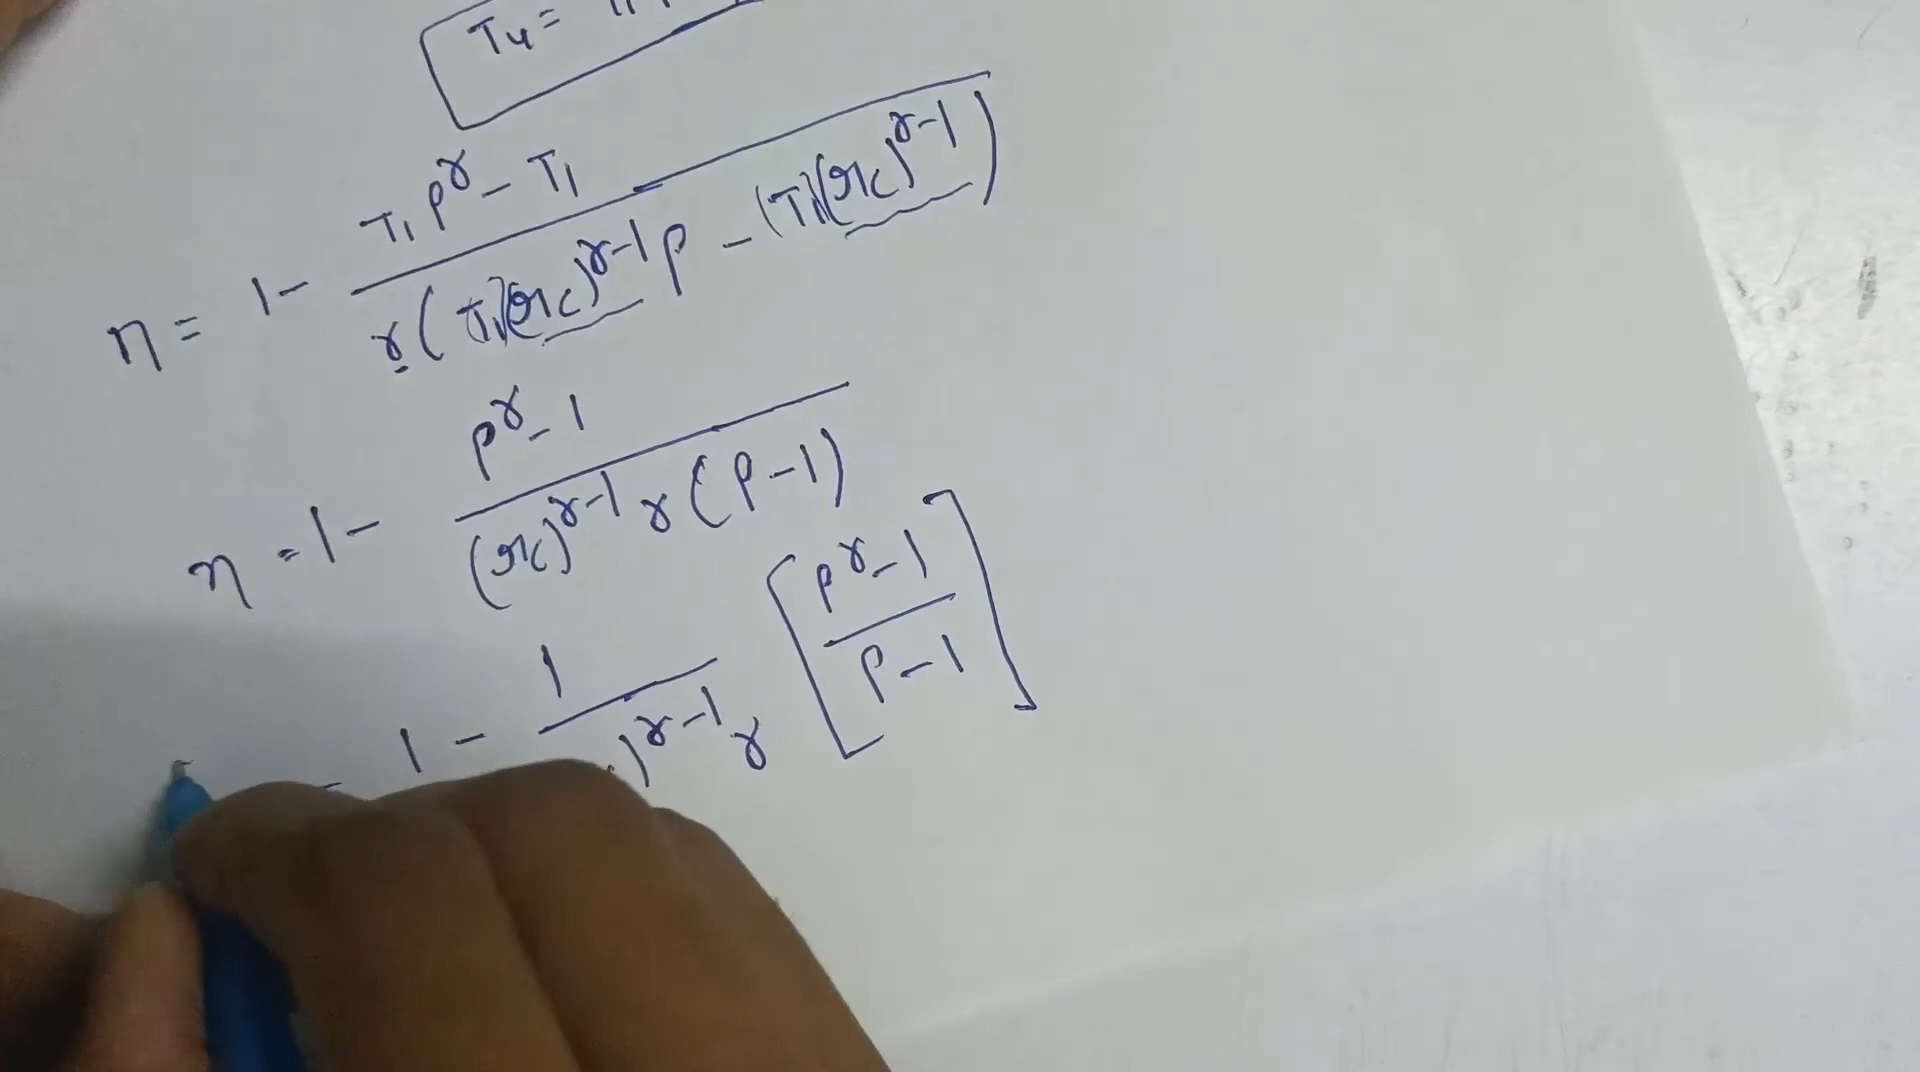 T₄ =
η = 1 - (T₁ρ^γ - T₁) / (γ(T₁(r_c)^(γ-1) ρ - (T₁)(r_c)^(γ-1)))
η = 1 - (ρ^γ - 1) / ((r_c)^(γ-1) γ(ρ - 1))
1 - 1 / ( )^(γ-1) γ [(ρ^γ - 1) / (ρ - 1)]